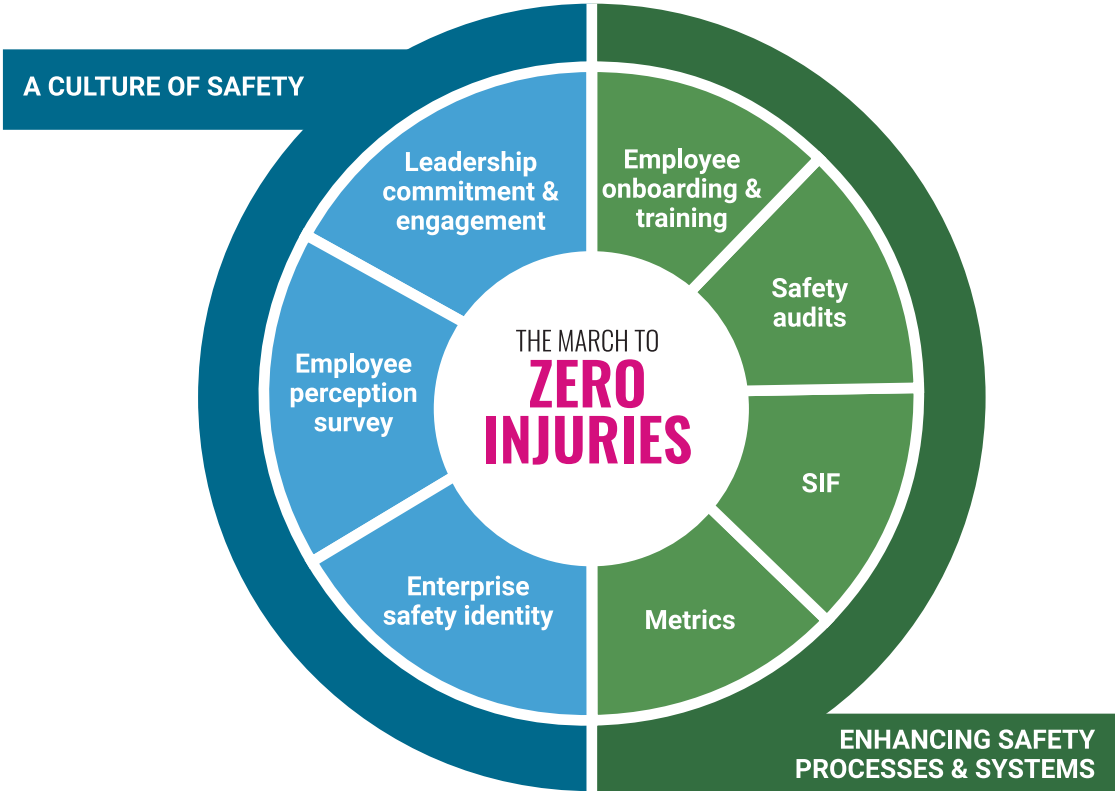 A CULTURE OF SAFETY
Leadership
commitment &
engagement
Employee
perception
survey
Enterprise
safety identity
THE MARCH TO
ZERO
INJURIES
Employee
onboarding &
training
Safety
audits
SIF
Metrics
ENHANCING SAFETY
PROCESSES & SYSTEMS